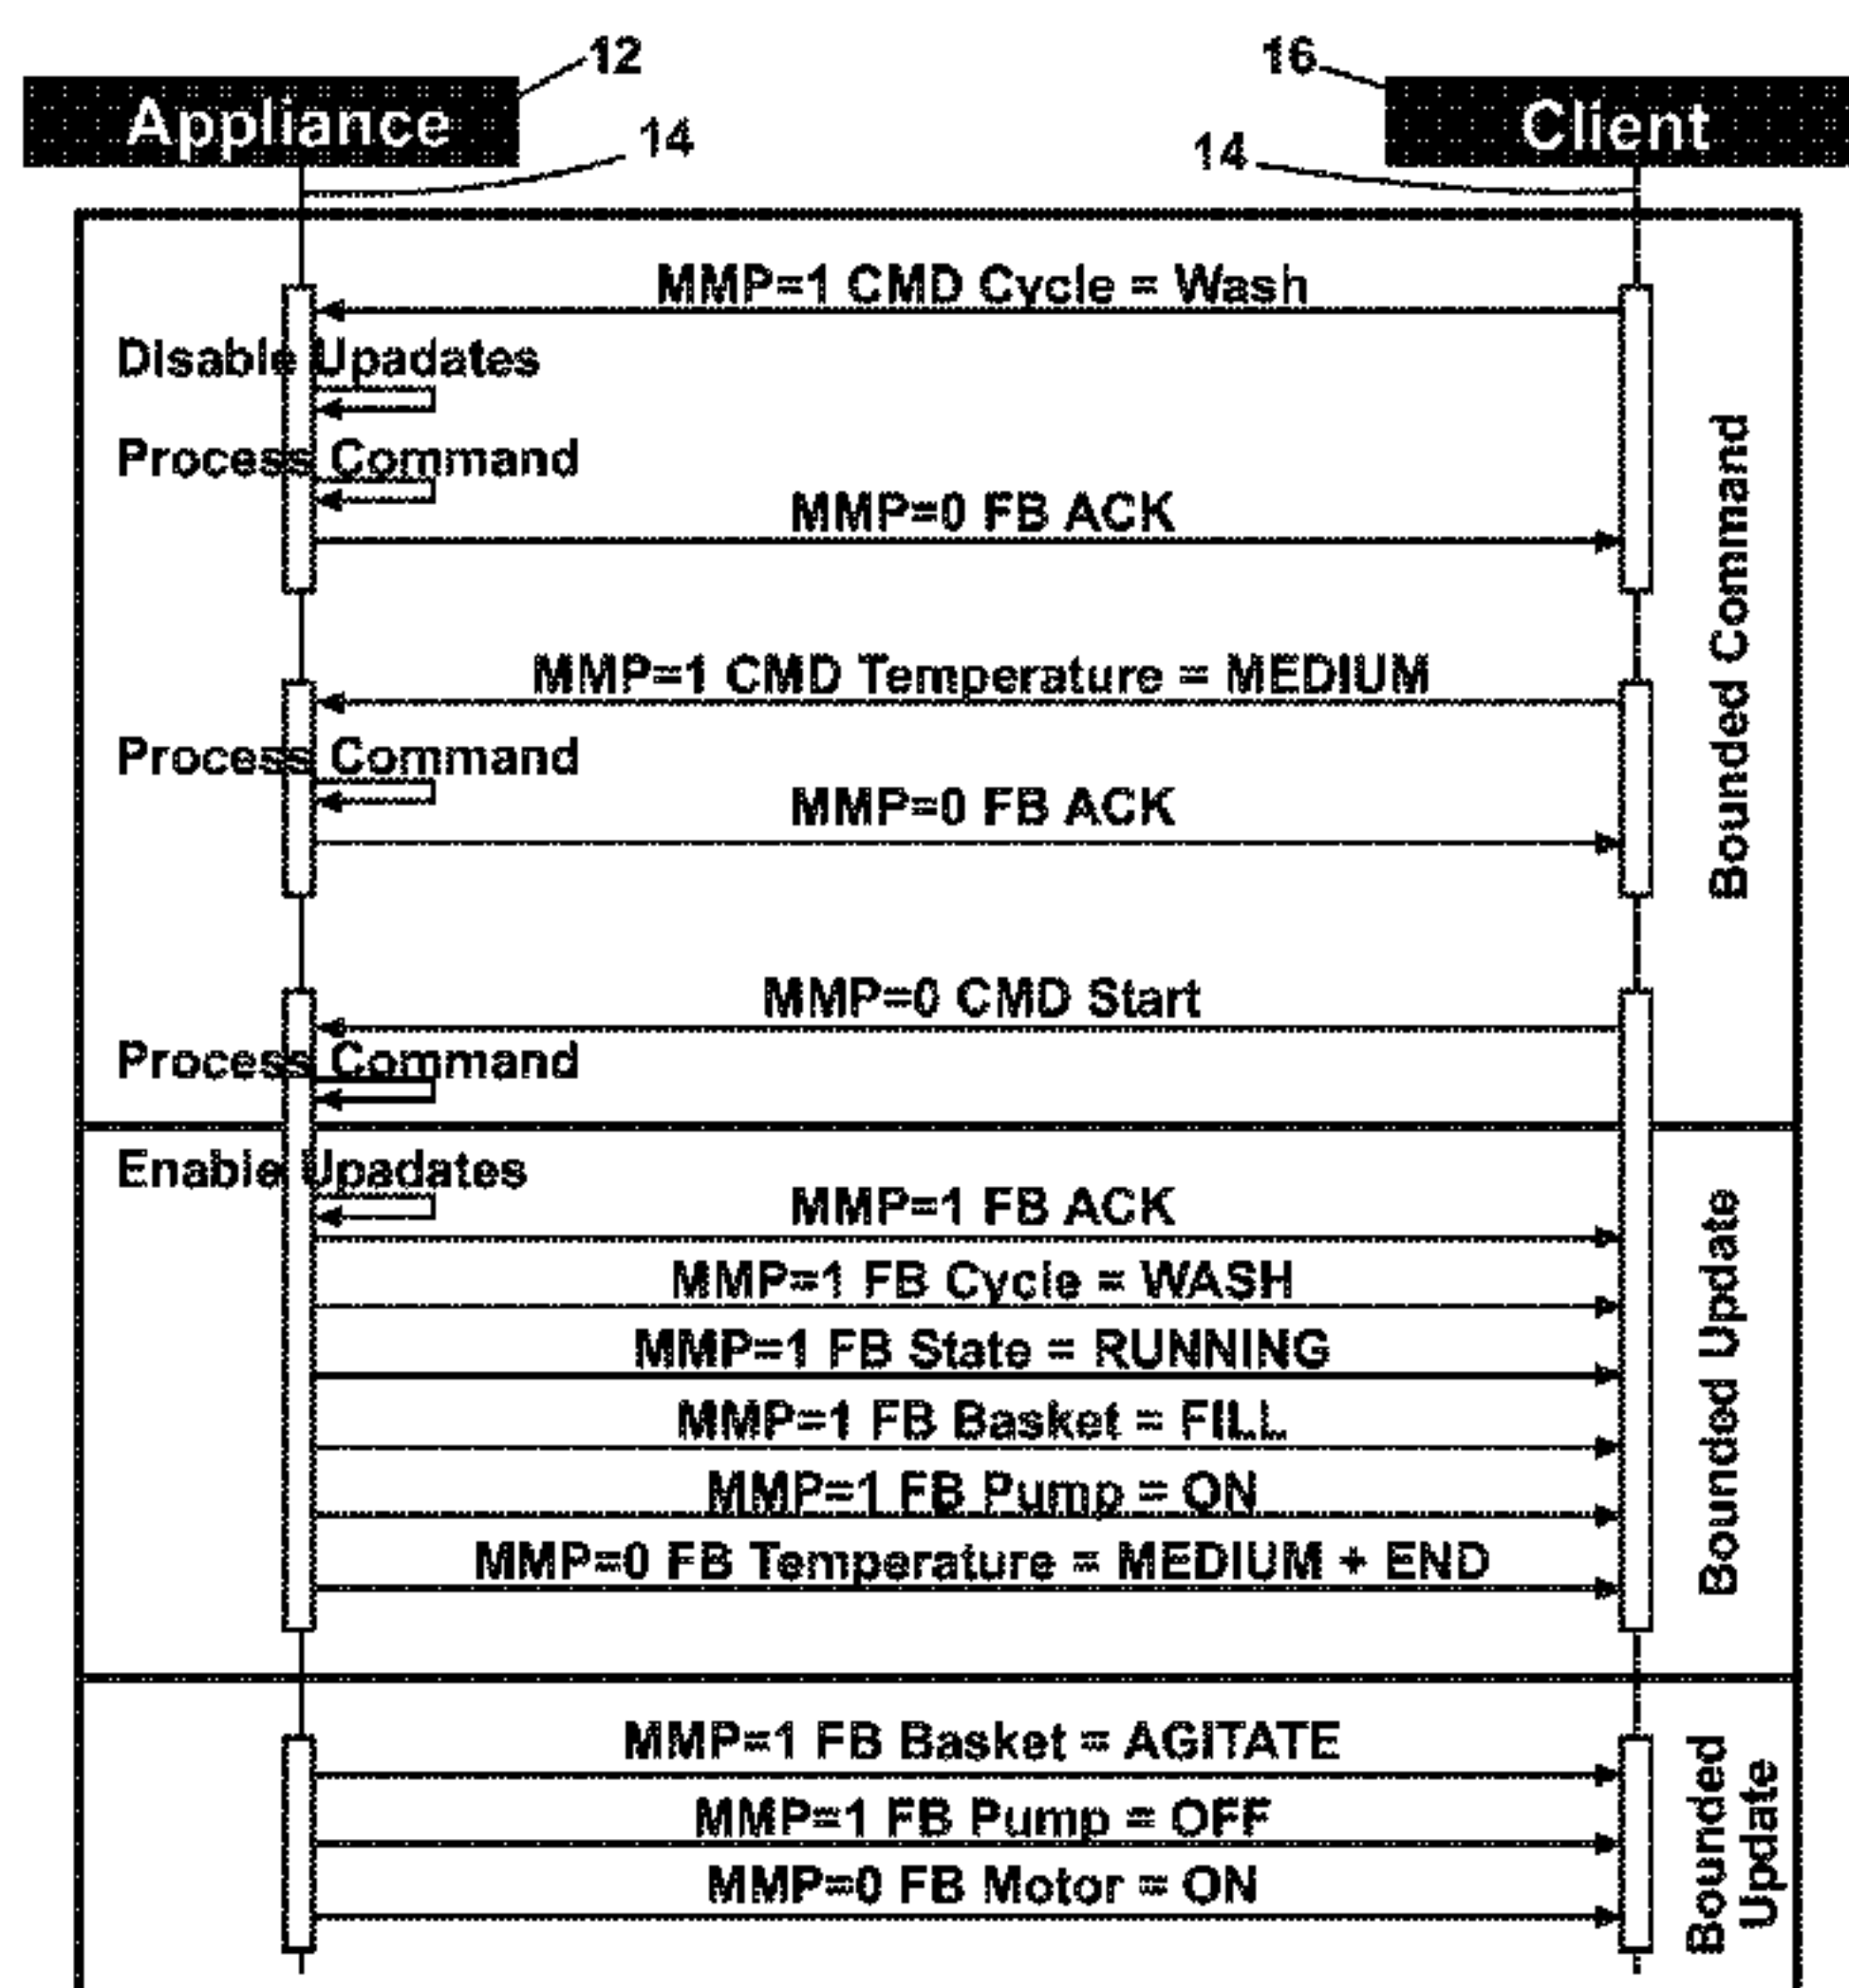 12
16
Appliance
Client
14
14
MMP=1 CMD Cycle = Wash
Disable Upadates
Process Command
MMP=0 FB ACK
MMP=1 CMD Temperature = MEDIUM
Process Command
MMP=0 FB ACK
Bounded Command
MMP=0 CMD Start
Process Command
Enable Upadates
MMP=1 FB ACK
MMP=1 FB Cycle = WASH
MMP=1 FB State = RUNNING
MMP=1 FB Basket = FILL
MMP=1 FB Pump = ON
MMP=0 FB Temperature = MEDIUM + END
Bounded Update
MMP=1 FB Basket = AGITATE
MMP=1 FB Pump = OFF
MMP=0 FB Motor = ON
Bounded
Update